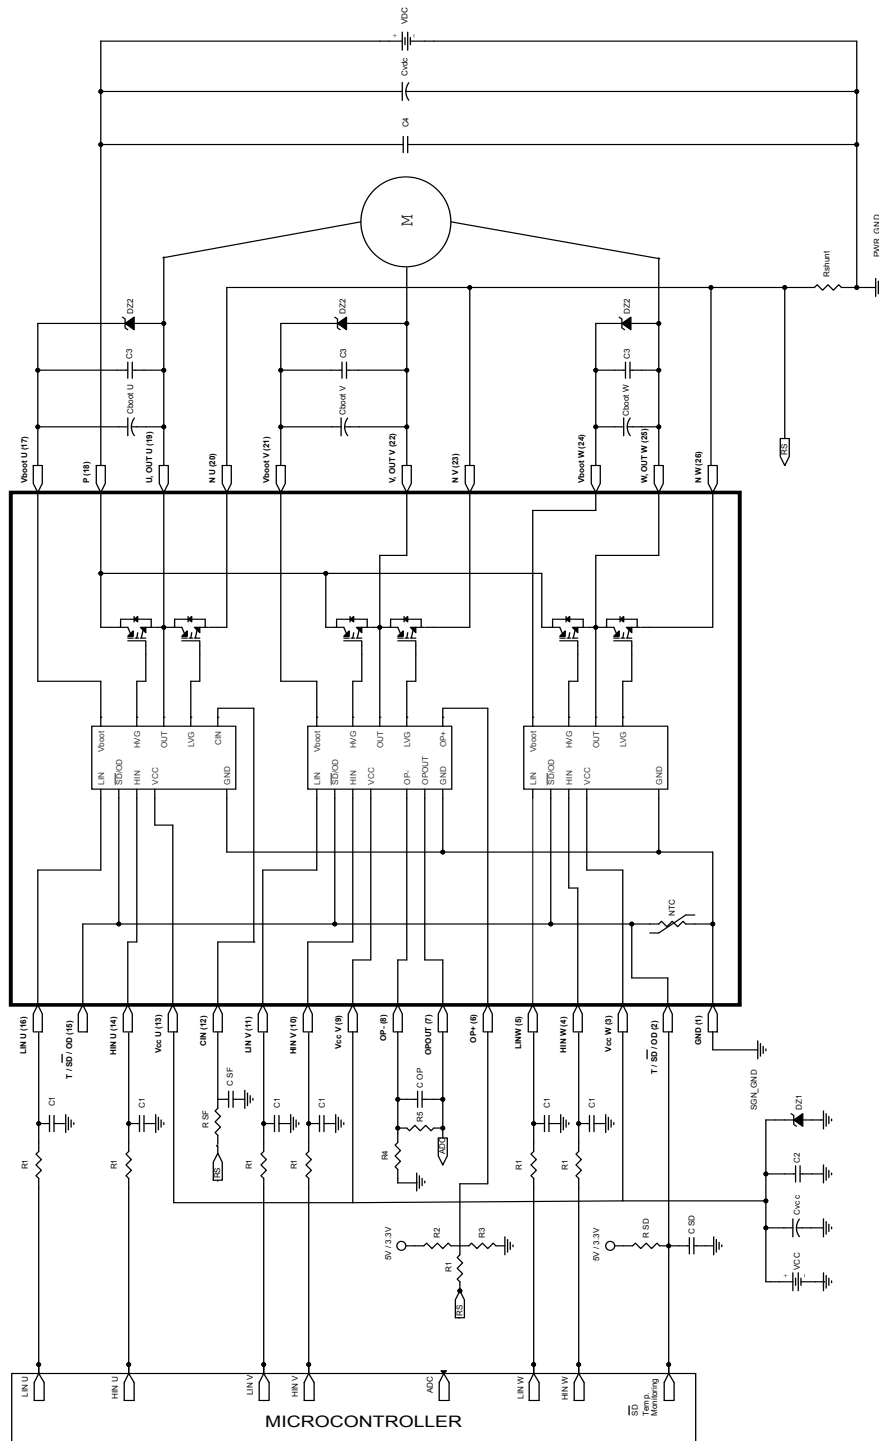 VDC
+
-
Cvdc
C4
M
PWR_GND
Rshunt
DZ2
DZ2
DZ2
C3
C3
C3
Cboot U
Cboot V
Cboot W
RS
Vboot U (17)
P (18)
U, OUT U (19)
N U (20)
Vboot V (21)
V, OUT V (22)
N V (23)
Vboot W (24)
W, OUT W (25)
N W (26)
Vboot
HVG
OUT
LVG
CIN
LIN
SD/OD
HIN
VCC
GND
Vboot
HVG
OUT
LVG
OP+
LIN
SD/OD
HIN
VCC
OP-
OPOUT
GND
Vboot
HVG
OUT
LVG
LIN
SD/OD
HIN
VCC
GND
NTC
LIN U (16)
T / SD / OD (15)
HIN U (14)
Vcc U (13)
CIN (12)
LIN V (11)
HIN V (10)
Vcc V (9)
OP- (8)
OPOUT (7)
OP+ (6)
LINW (5)
HIN W (4)
Vcc W (3)
T / SD / OD (2)
GND (1)
C1
C1
C SF
C1
C1
C OP
C1
C1
SGN_GND
R1
R1
R SF
RS
R1
R1
R4
R5
ADC
R1
R1
DZ1
C2
Cvcc
VCC
+
-
5V / 3.3V
R2
R3
R1
RS
5V / 3.3V
R SD
C SD
LIN U
HIN U
LIN V
HIN V
ADC
LIN W
HIN W
SD
Temp.
Monitoring
MICROCONTROLLER